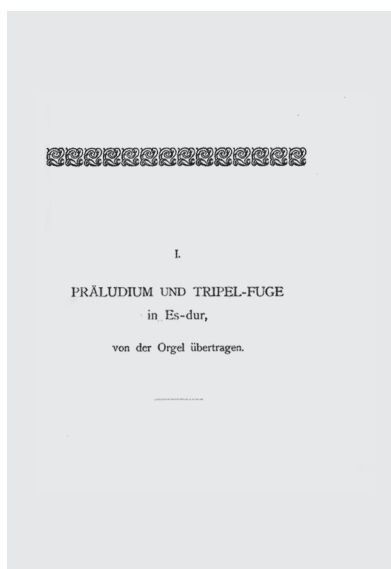 I.
PRÄLUDIUM UND TRIPEL-FUGE
in Es-dur,
von der Orgel übertragen.